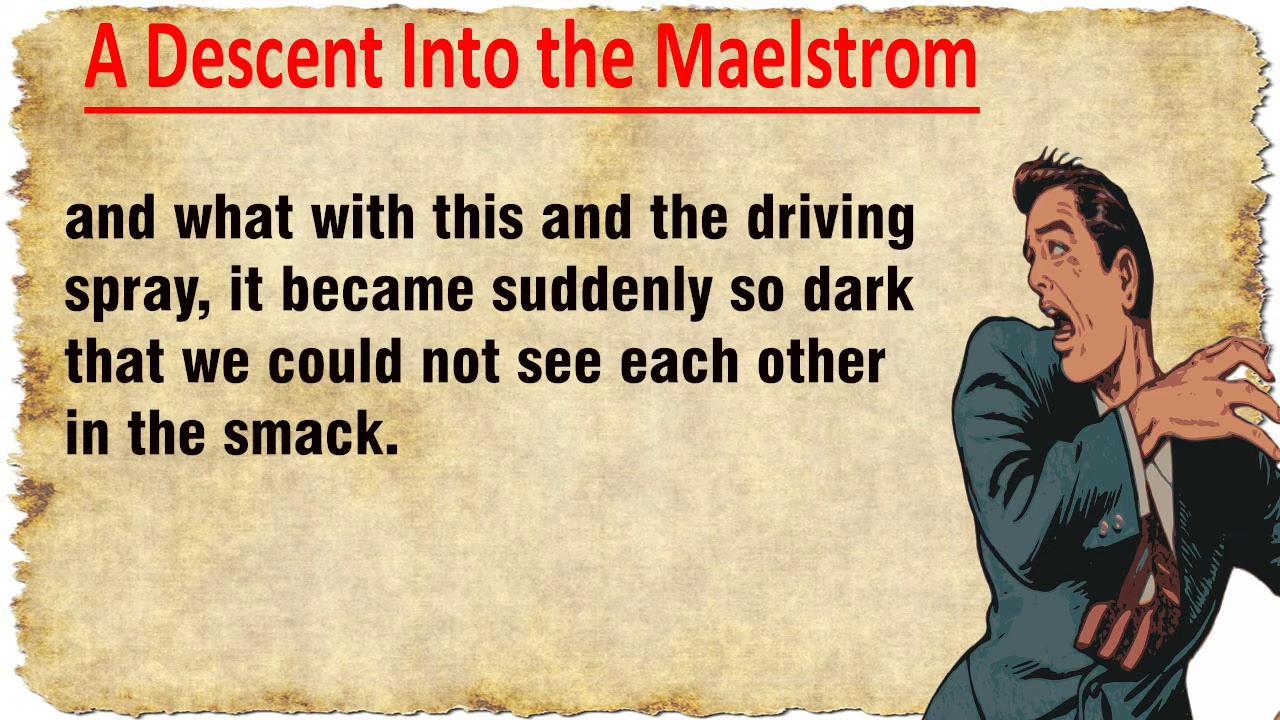 A Descent Into the Maelstrom
and what with this and the driving
spray, it became suddenly so dark
that we could not see each other
in the smack.